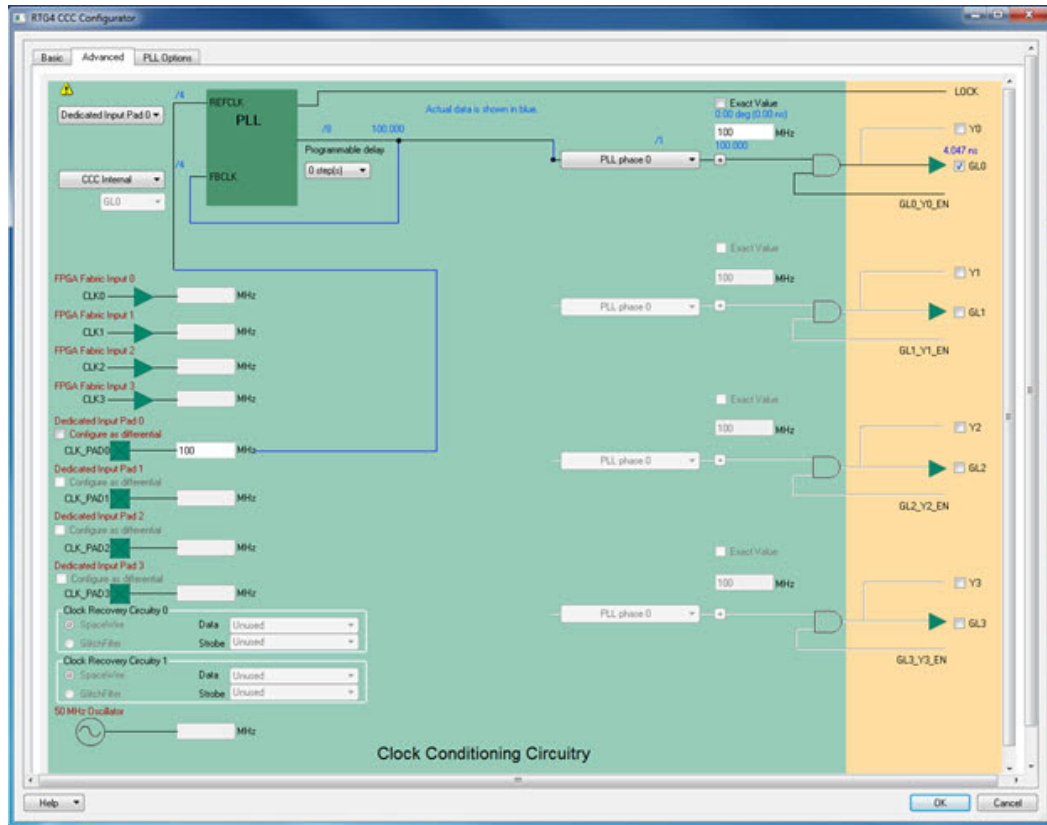 RTG4 CCC Configurator
Basic Advanced PLL Options
Dedicated Input Pad 0
/4
REFCLK
PLL
Actual data is shown in blue.
Exact Value
0.00 deg (0.00 ns)
LOCK
100 MHz
100.000
Y0
/8 100.000
/1
Programmable delay
0 step(s)
PLL phase 0
4.047 ns
GL0
/4
FBCLK
CCC Internal
GL0
GL0_Y0_EN
Exact Value
100 MHz
Y1
FPGA Fabric Input 0
CLK0 MHz
PLL phase 0
GL1
FPGA Fabric Input 1
CLK1 MHz
GL1_Y1_EN
FPGA Fabric Input 2
CLK2 MHz
FPGA Fabric Input 3
CLK3 MHz
Exact Value
Dedicated Input Pad 0
Configure as differential
100 MHz
Y2
CLK_PAD0 100 MHz
PLL phase 0
GL2
Dedicated Input Pad 1
Configure as differential
CLK_PAD1 MHz
GL2_Y2_EN
Dedicated Input Pad 2
Configure as differential
CLK_PAD2 MHz
Exact Value
Dedicated Input Pad 3
Configure as differential
100 MHz
Y3
CLK_PAD3 MHz
Clock Recovery Circuitry 0
SpaceWire Data Unused
GlitchFilter Strobe Unused
PLL phase 0
GL3
Clock Recovery Circuitry 1
SpaceWire Data Unused
GlitchFilter Strobe Unused
GL3_Y3_EN
50 MHz Oscillator
MHz
Clock Conditioning Circuitry
Help OK Cancel